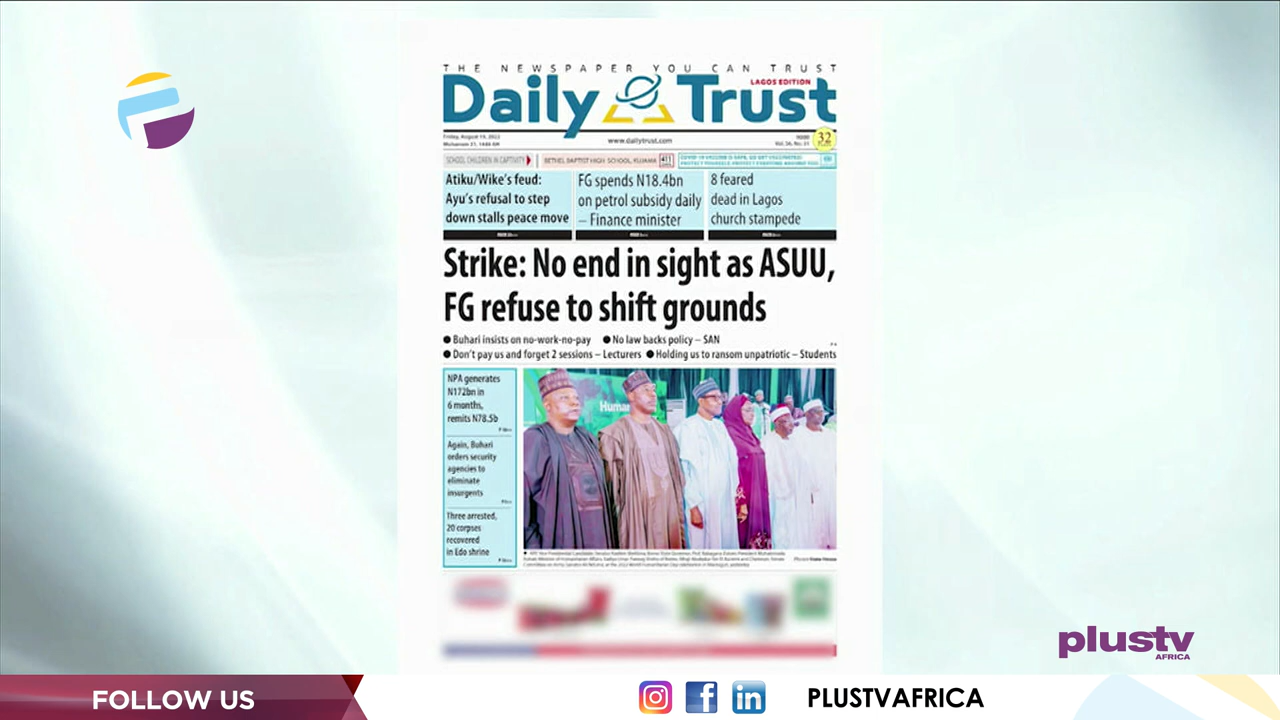 THE NEWSPAPER YOU CAN TRUST
LAGOS EDITION
Daily Trust
Friday, August 19, 2022
www.dailytrust.com
32
SCHOOL CHILDREN IN CAPTIVITY
BETHEL BAPTIST HIGH SCHOOL, KUJAMA
411
Atiku/Wike's feud:
Ayu's refusal to step
down stalls peace move
FG spends N18.4bn
on petrol subsidy daily
– Finance minister
8 feared
dead in Lagos
church stampede
Strike: No end in sight as ASUU,
FG refuse to shift grounds
● Buhari insists on no-work-no-pay ● No law backs policy – SAN
● Don't pay us and forget 2 sessions – Lecturers ● Holding us to ransom unpatriotic – Students
NPA generates
N172bn in
6 months,
remits N78.5b
Again, Buhari
orders security
agencies to
eliminate
insurgents
Three arrested,
20 corpses
recovered
in Edo shrine
Human
plustv
AFRICA
FOLLOW US
PLUSTVAFRICA